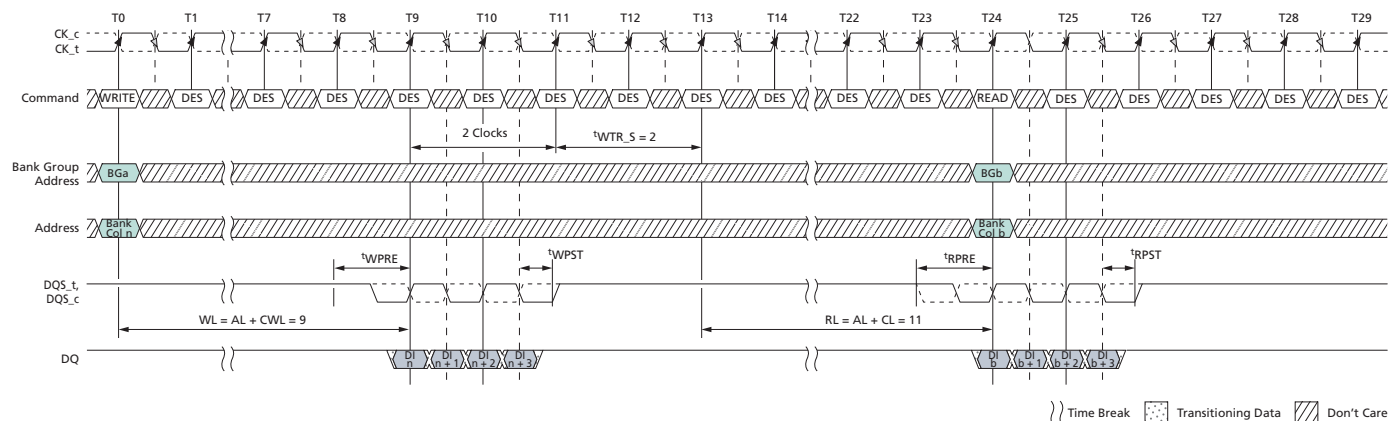 T0 T1 T7 T8 T9 T10 T11 T12 T13 T14 T22 T23 T24 T25 T26 T27 T28 T29
CK_c
CK_t
Command WRITE DES DES DES DES DES DES DES DES DES DES DES READ DES DES DES DES DES
2 Clocks tWTR_S = 2
Bank Group
Address BGa BGb
Address Bank
Col n Bank
Col b
tWPRE tWPST tRPRE tRPST
DQS_t,
DQS_c
WL = AL + CWL = 9 RL = AL + CL = 11
DQ DI
n DI
n + 1 DI
n + 2 DI
n + 3 DI
b DI
b + 1 DI
b + 2 DI
b + 3
Time Break Transitioning Data Don't Care